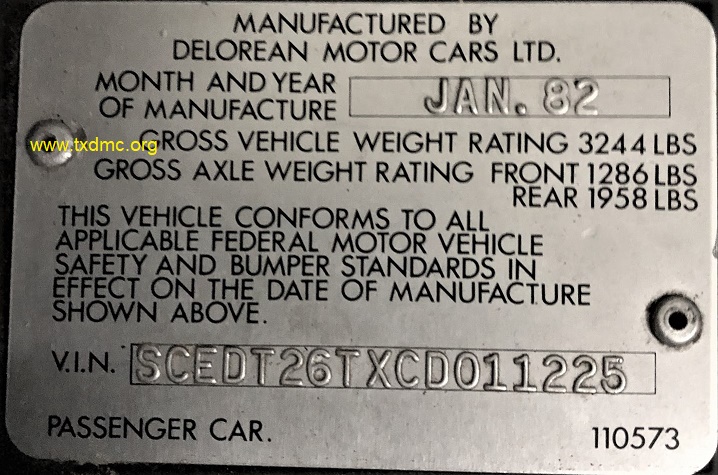 MANUFACTURED BY
DELOREAN MOTOR CARS LTD.
MONTH AND YEAR
OF MANUFACTURE JAN. 82
www.txdmc.org
GROSS VEHICLE WEIGHT RATING 3244 LBS
GROSS AXLE WEIGHT RATING FRONT 1286 LBS
REAR 1958 LBS
THIS VEHICLE CONFORMS TO ALL
APPLICABLE FEDERAL MOTOR VEHICLE
SAFETY AND BUMPER STANDARDS IN
EFFECT ON THE DATE OF MANUFACTURE
SHOWN ABOVE.
V.I.N. SCEDT26TXCD011225
PASSENGER CAR. 110573